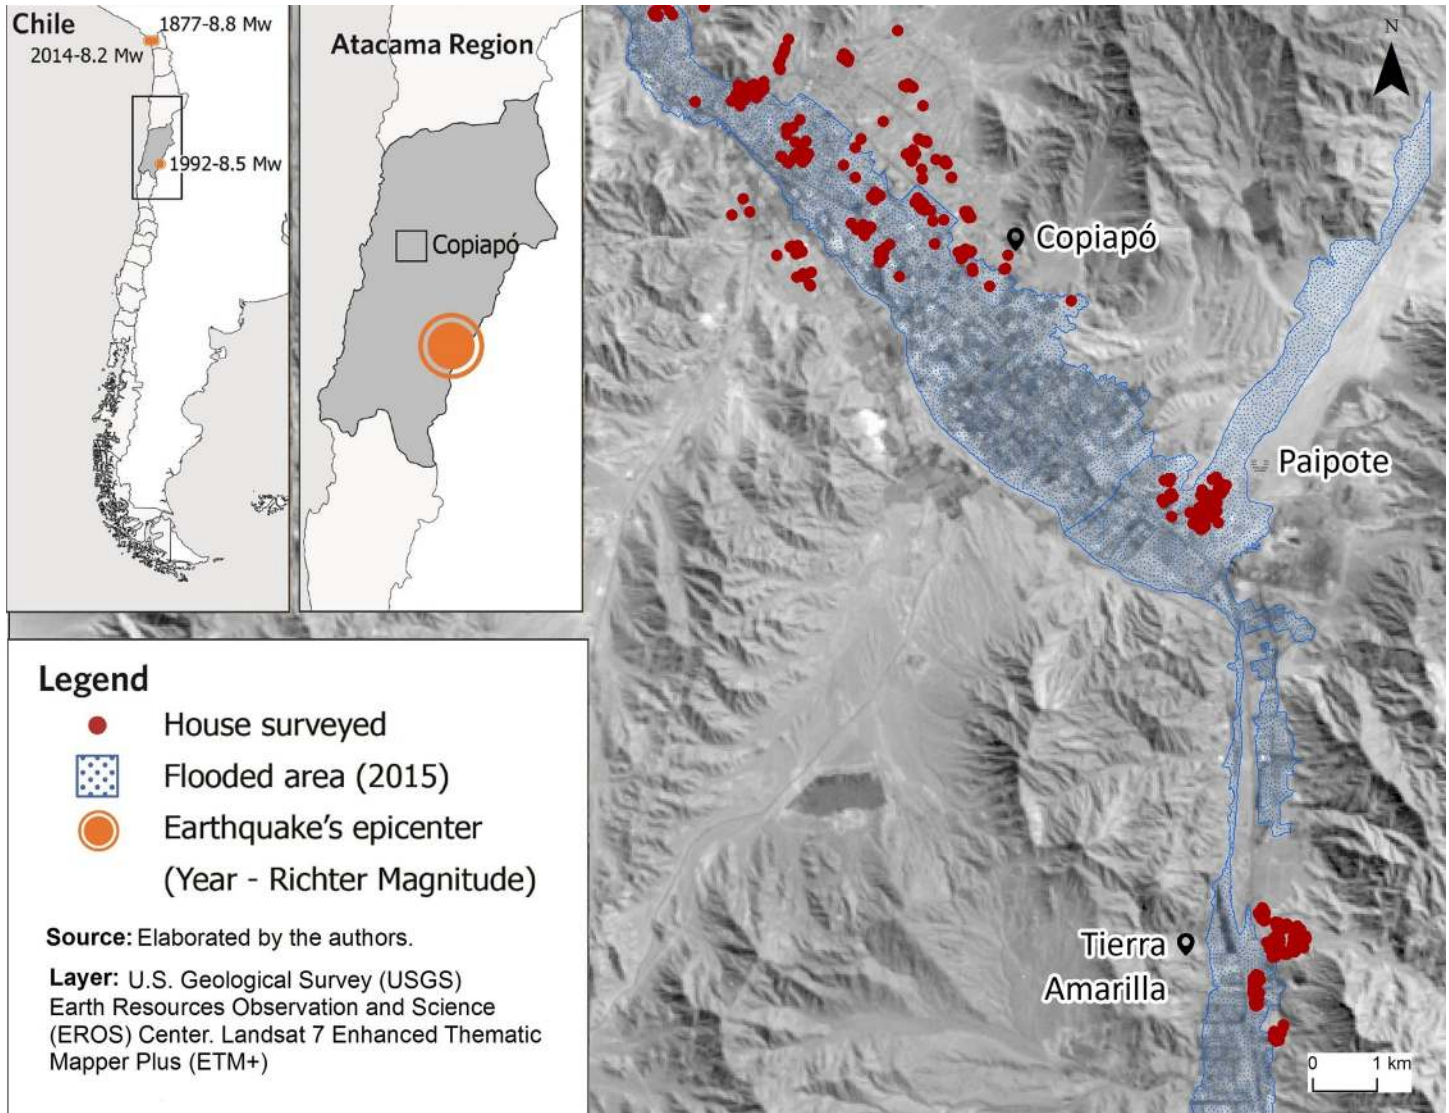 Chile
1877-8.8 Mw
2014-8.2 Mw
1992-8.5 Mw
Atacama Region
Copiapó
N
Copiapó
Paipote
Tierra
Amarilla
0 1 km
Legend
House surveyed
Flooded area (2015)
Earthquake's epicenter
(Year - Richter Magnitude)
Source: Elaborated by the authors.
Layer: U.S. Geological Survey (USGS)
Earth Resources Observation and Science
(EROS) Center. Landsat 7 Enhanced Thematic
Mapper Plus (ETM+)